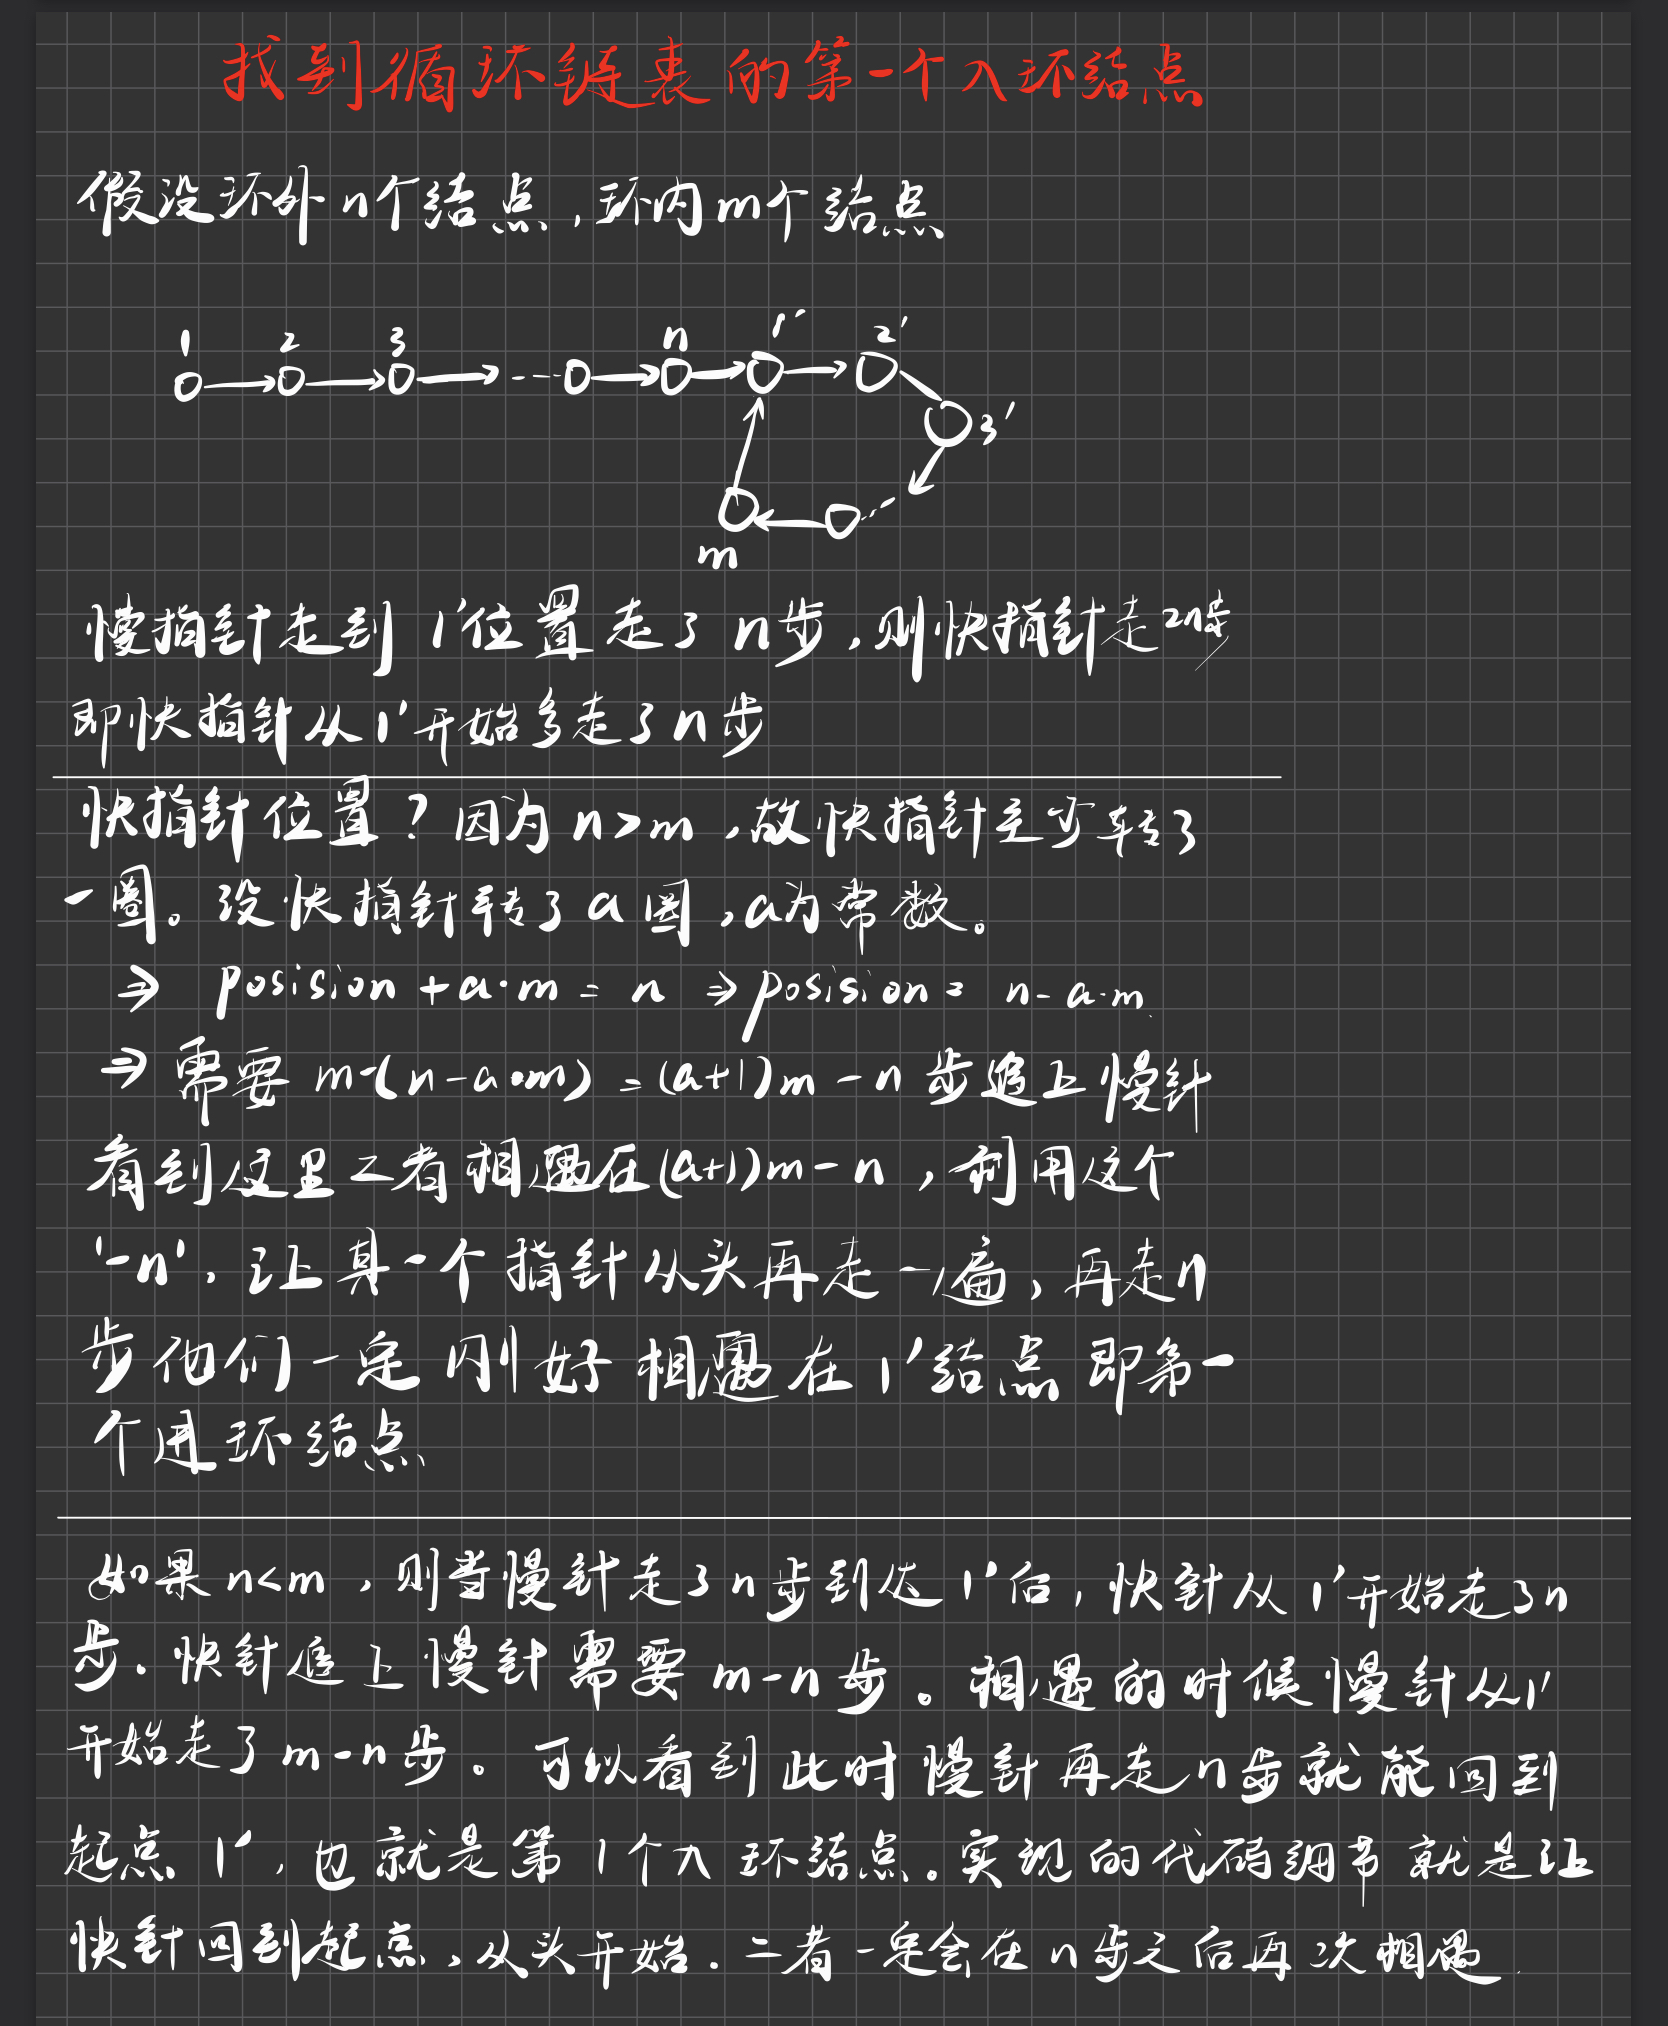 找到循环链表的第一个入环结点
假设环外n个结点,环内m个结点
1 2 3 n 1' 2'
3'
m
慢指针走到1'位置走了n步,则快指针走2n步
即快指针从1'开始多走了n步
快指针位置?因为n>m,故快指针至少转了
一圈。设快指针转了a圈,a为常数。
⇒ posision+a·m = n ⇒ posision = n-a·m
⇒ 需要 m-(n-a·m) = (a+1)m-n 步追上慢针
看到这里二者相遇在(a+1)m-n,利用这个
'-n',让其一个指针从头再走一遍,再走n
步他们一定刚好相遇在1'结点即第一
个进环结点
如果n<m,则当慢针走了n步到达1'后,快针从1'开始走了n
步.快针追上慢针需要m-n步。相遇的时候慢针从1'
开始走了m-n步。可以看到此时慢针再走n步就能回到
起点1',也就是第1个入环结点。实现的代码细节就是让
快针回到起点,从头开始.二者一定会在n步之后再次相遇.